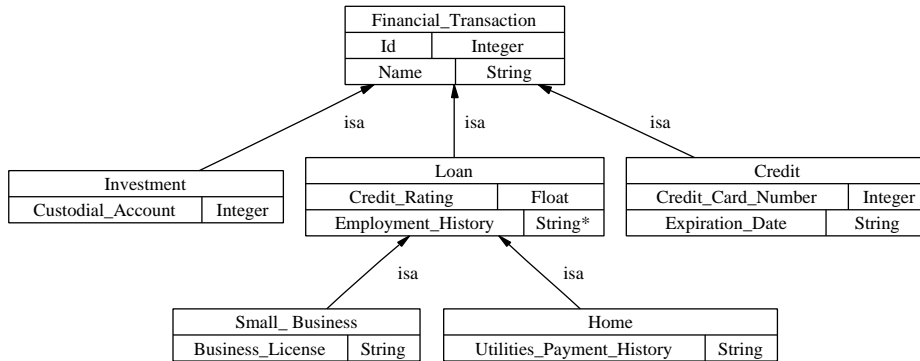 Financial_Transaction
Id Integer
Name String
isa isa isa
Investment
Custodial_Account Integer
Loan
Credit_Rating Float
Employment_History String*
Credit
Credit_Card_Number Integer
Expiration_Date String
isa isa
Small_ Business
Business_License String
Home
Utilities_Payment_History String